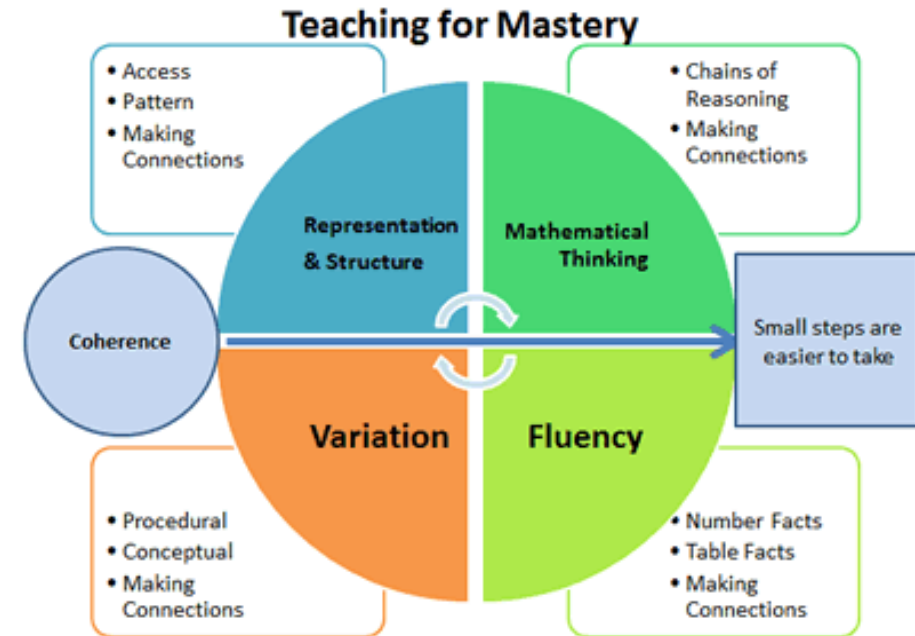 Teaching for Mastery
• Access
• Pattern
• Making
Connections
• Chains of
Reasoning
• Making
Connections
Representation
& Structure
Mathematical
Thinking
Coherence
Small steps are
easier to take
Variation
Fluency
• Procedural
• Conceptual
• Making
Connections
• Number Facts
• Table Facts
• Making
Connections